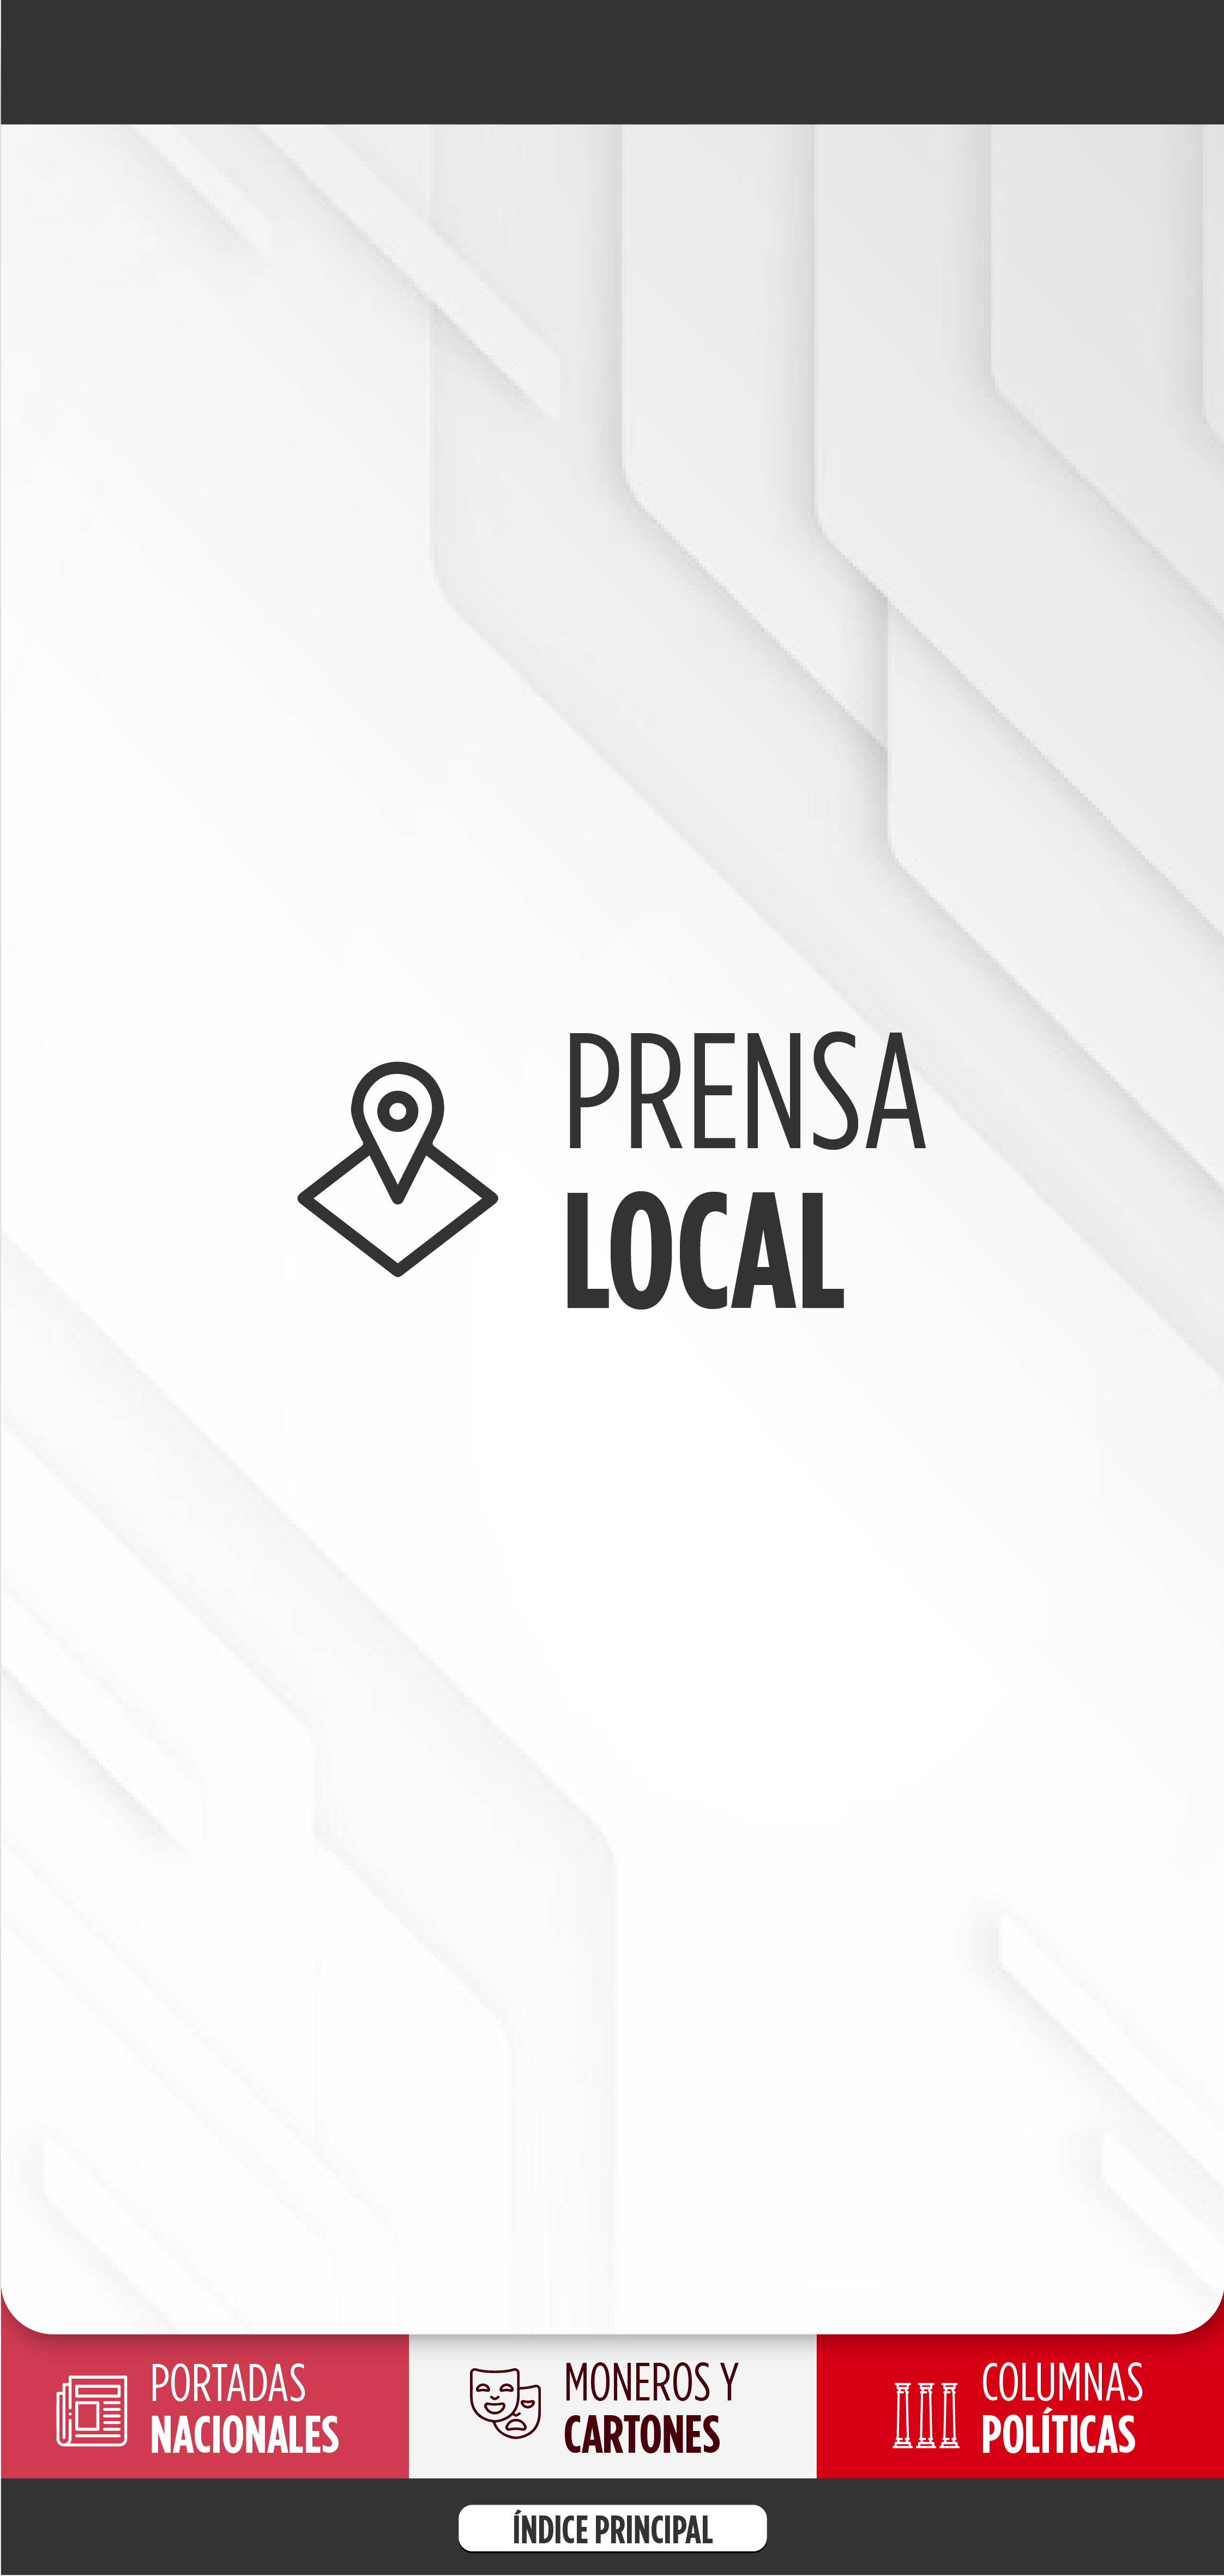 PRENSA
LOCAL
PORTADAS
NACIONALES
MONEROS Y
CARTONES
COLUMNAS
POLÍTICAS
ÍNDICE PRINCIPAL